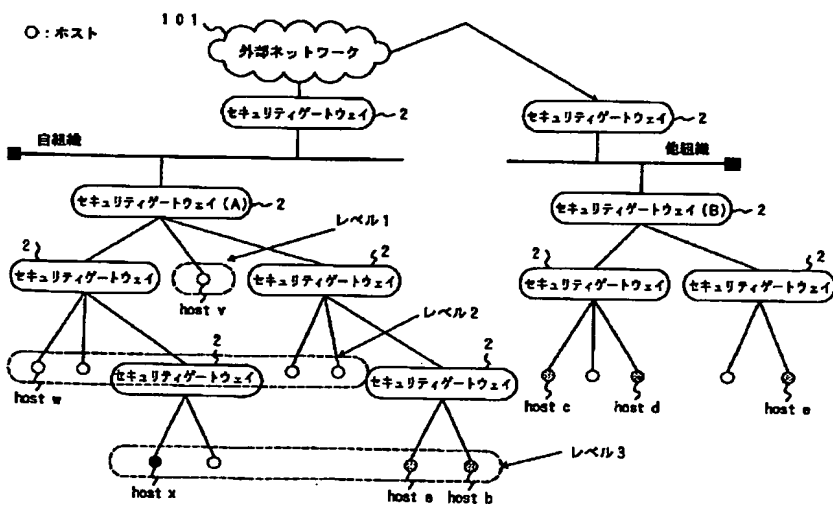 ○:ホスト
101
外部ネットワーク
セキュリティゲートウェイ
2
セキュリティゲートウェイ
2
自組織
他組織
セキュリティゲートウェイ(A)
2
セキュリティゲートウェイ(B)
2
レベル1
2
セキュリティゲートウェイ
2
セキュリティゲートウェイ
2
セキュリティゲートウェイ
2
セキュリティゲートウェイ
host v
レベル2
2
セキュリティゲートウェイ
2
セキュリティゲートウェイ
host w
host c
host d
host e
レベル3
host x
host a
host b